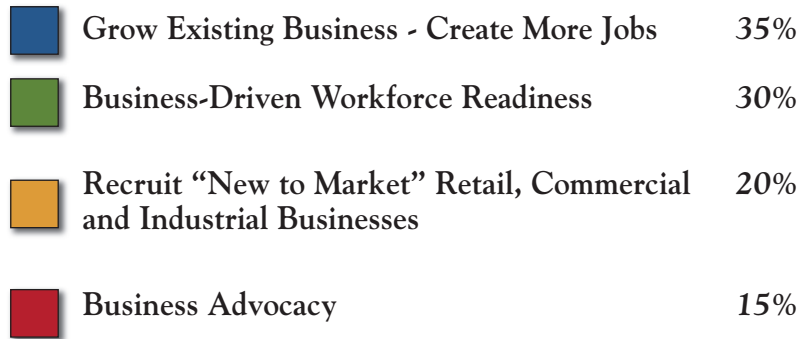 Grow Existing Business - Create More Jobs 35%
Business-Driven Workforce Readiness 30%
Recruit “New to Market” Retail, Commercial 20%
and Industrial Businesses
Business Advocacy 15%